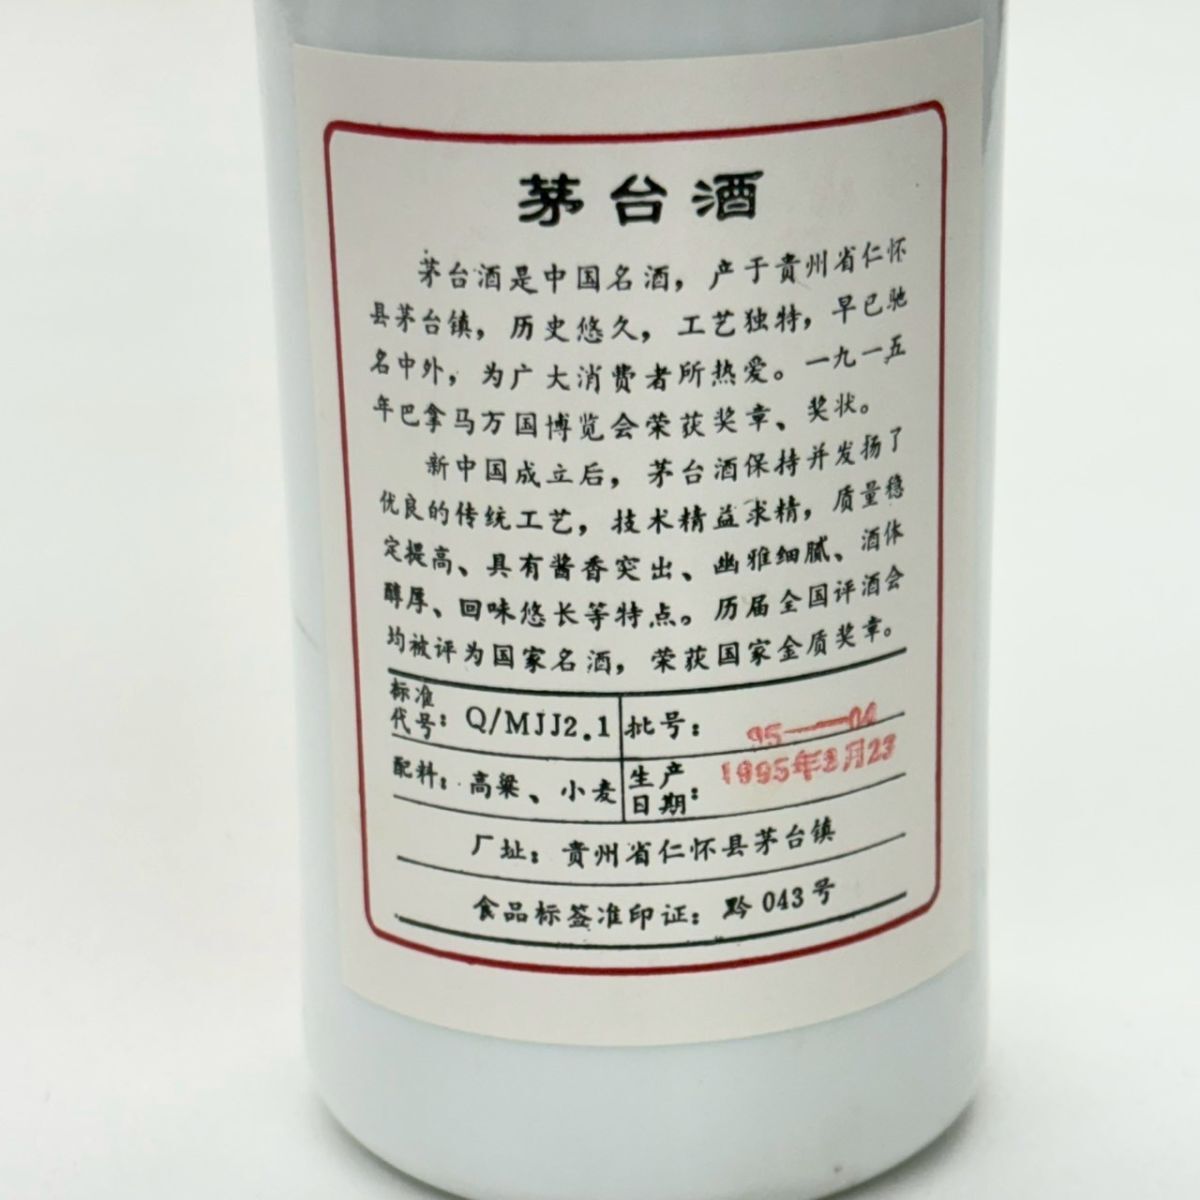 茅台酒
茅台酒是中国名酒，产于贵州省仁怀
县茅台镇，历史悠久，工艺独特，早已驰
名中外，为广大消费者所热爱。一九一五
年巴拿马万国博览会荣获奖章、奖状。
新中国成立后，茅台酒保持并发扬了
优良的传统工艺，技术精益求精，质量稳
定提高、具有酱香突出、幽雅细腻、酒体
醇厚、回味悠长等特点。历届全国评酒会
均被评为国家名酒，荣获国家金质奖章。
标准代号：Q/MJJ2.1 批号：95—04
配料：高粱、小麦 生产日期：1995年2月23
厂址：贵州省仁怀县茅台镇
食品标签准印证：黔043号